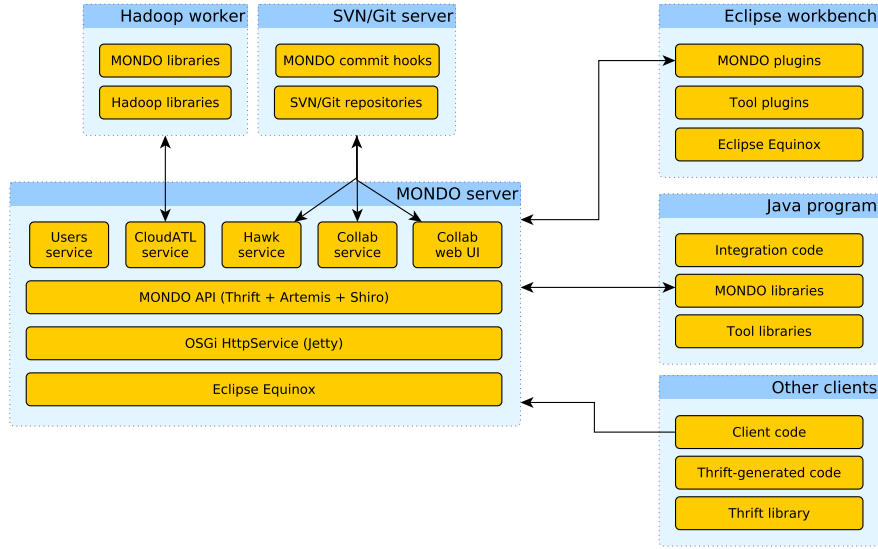 Hadoop worker
MONDO libraries
Hadoop libraries
SVN/Git server
MONDO commit hooks
SVN/Git repositories
Eclipse workbench
MONDO plugins
Tool plugins
Eclipse Equinox
MONDO server
Users
service
CloudATL
service
Hawk
service
Collab
service
Collab
web UI
MONDO API (Thrift + Artemis + Shiro)
OSGi HttpService (Jetty)
Eclipse Equinox
Java program
Integration code
MONDO libraries
Tool libraries
Other clients
Client code
Thrift-generated code
Thrift library